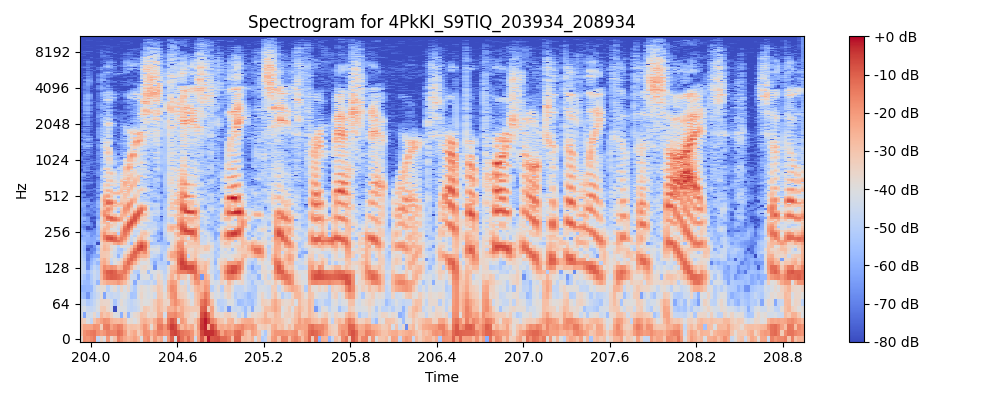 Spectrogram for 4PkKI_S9TIQ_203934_208934
Hz
8192
4096
2048
1024
512
256
128
64
0
204.0 204.6 205.2 205.8 206.4 207.0 207.6 208.2 208.8
Time
+0 dB
-10 dB
-20 dB
-30 dB
-40 dB
-50 dB
-60 dB
-70 dB
-80 dB